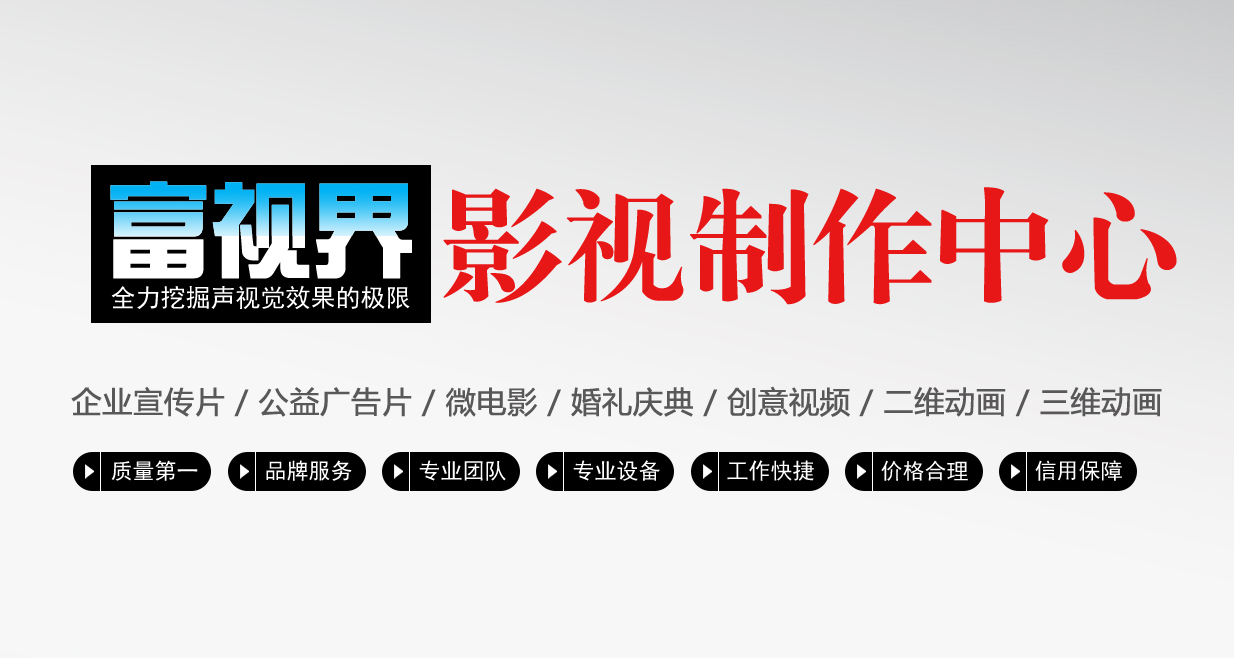 富视界
全力挖掘声视觉效果的极限
影视制作中心
企业宣传片 / 公益广告片 / 微电影 / 婚礼庆典 / 创意视频 / 二维动画 / 三维动画
质量第一 品牌服务 专业团队 专业设备 工作快捷 价格合理 信用保障